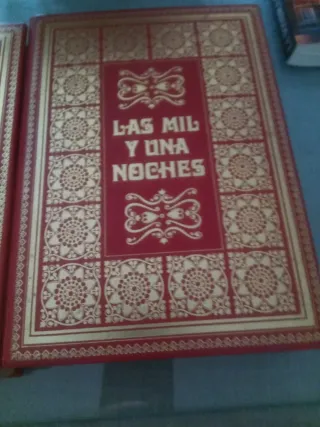 LAS MIL
Y UNA
NOCHES